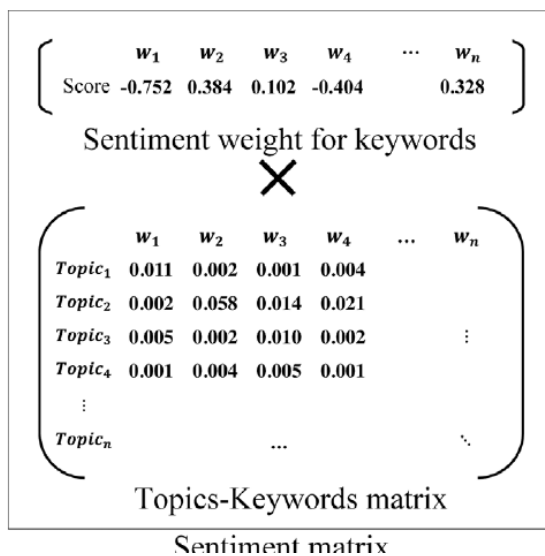 w₁ w₂ w₃ w₄ ... wₙ
Score -0.752 0.384 0.102 -0.404 0.328
Sentiment weight for keywords
×
w₁ w₂ w₃ w₄ ... wₙ
Topic₁ 0.011 0.002 0.001 0.004
Topic₂ 0.002 0.058 0.014 0.021
Topic₃ 0.005 0.002 0.010 0.002 ⋮
Topic₄ 0.001 0.004 0.005 0.001
⋮
Topicₙ ... ⋱
Topics-Keywords matrix
Sentiment matrix